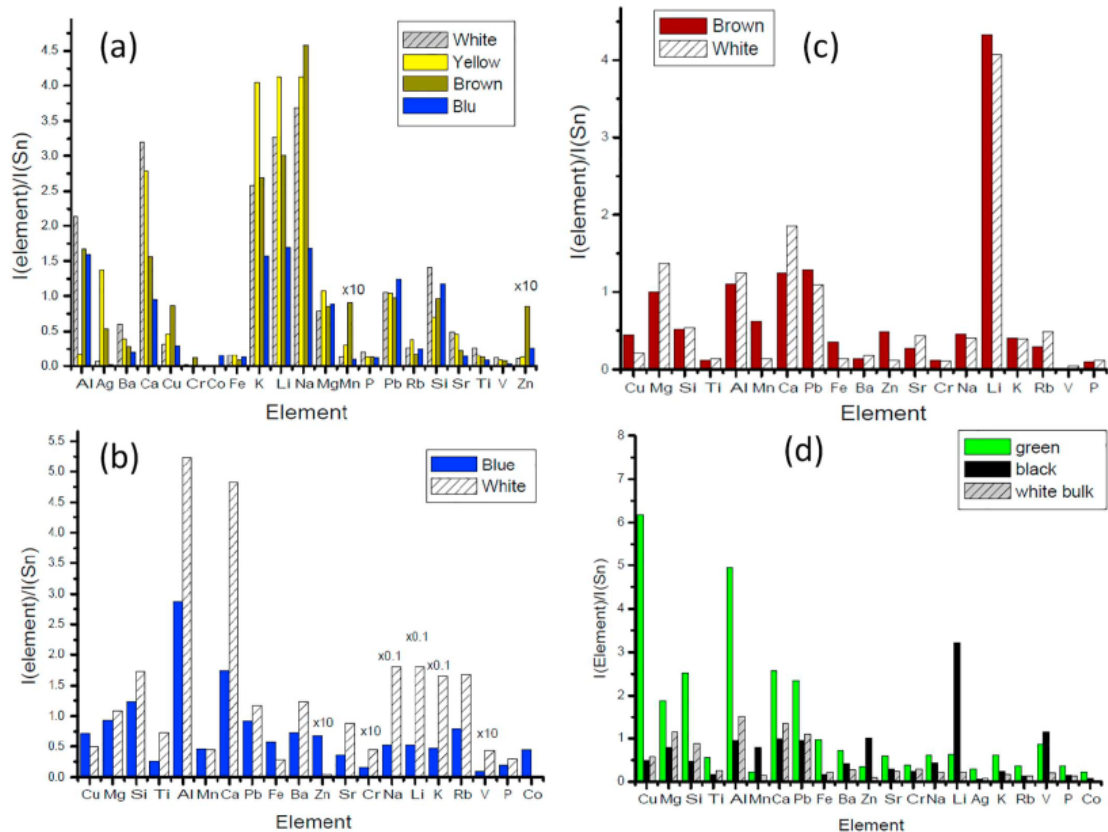 (a)
White
Yellow
Brown
Blu
I(element)/I(Sn)
4.5
4.0
3.5
3.0
2.5
2.0
1.5
1.0
0.5
0.0
x10
x10
Al Ag Ba Ca Cu Cr Co Fe K Li Na Mg Mn P Pb Rb Si Sr Ti V Zn
Element
(c)
Brown
White
I(element)/I(Sn)
4
2
1
0
Cu Mg Si Ti Al Mn Ca Pb Fe Ba Zn Sr Cr Na Li K Rb V P
Element
(b)
Blue
White
I(element)/I(Sn)
5.5
5.0
4.5
4.0
3.5
3.0
2.5
2.0
1.5
1.0
0.5
0.0
x10
x10
x0.1
x0.1
x0.1
x10
Cu Mg Si Ti Al Mn Ca Pb Fe Ba Zn Sr Cr Na Li K Rb V P Co
Element
(d)
green
black
white bulk
I(Element)/I(Sn)
8
6
5
4
3
2
1
0
Cu Mg Si Ti Al Mn Ca Pb Fe Ba Zn Sr Cr Na Li Ag K Rb V P Co
Element